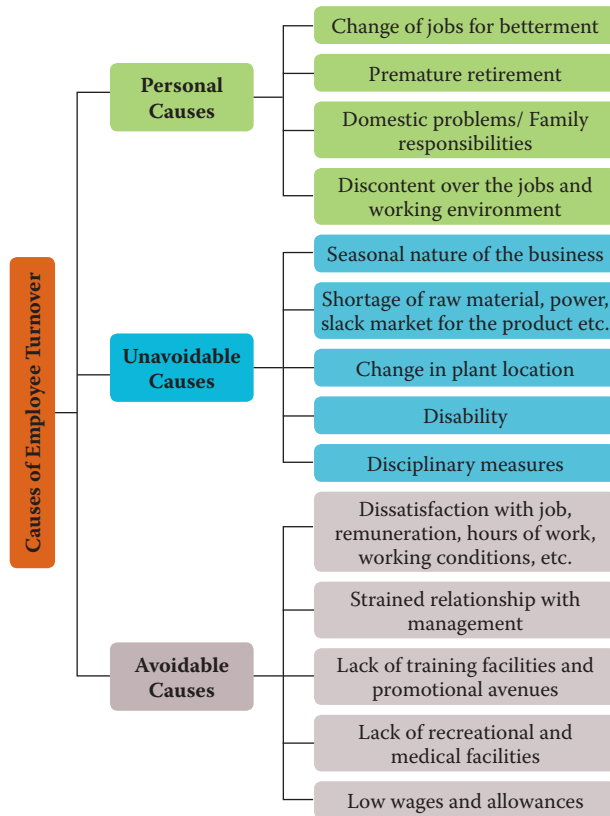 Causes of Employee Turnover
Personal
Causes
Change of jobs for betterment
Premature retirement
Domestic problems/ Family
responsibilities
Discontent over the jobs and
working environment
Unavoidable
Causes
Seasonal nature of the business
Shortage of raw material, power,
slack market for the product etc.
Change in plant location
Disability
Disciplinary measures
Avoidable
Causes
Dissatisfaction with job,
remuneration, hours of work,
working conditions, etc.
Strained relationship with
management
Lack of training facilities and
promotional avenues
Lack of recreational and
medical facilities
Low wages and allowances